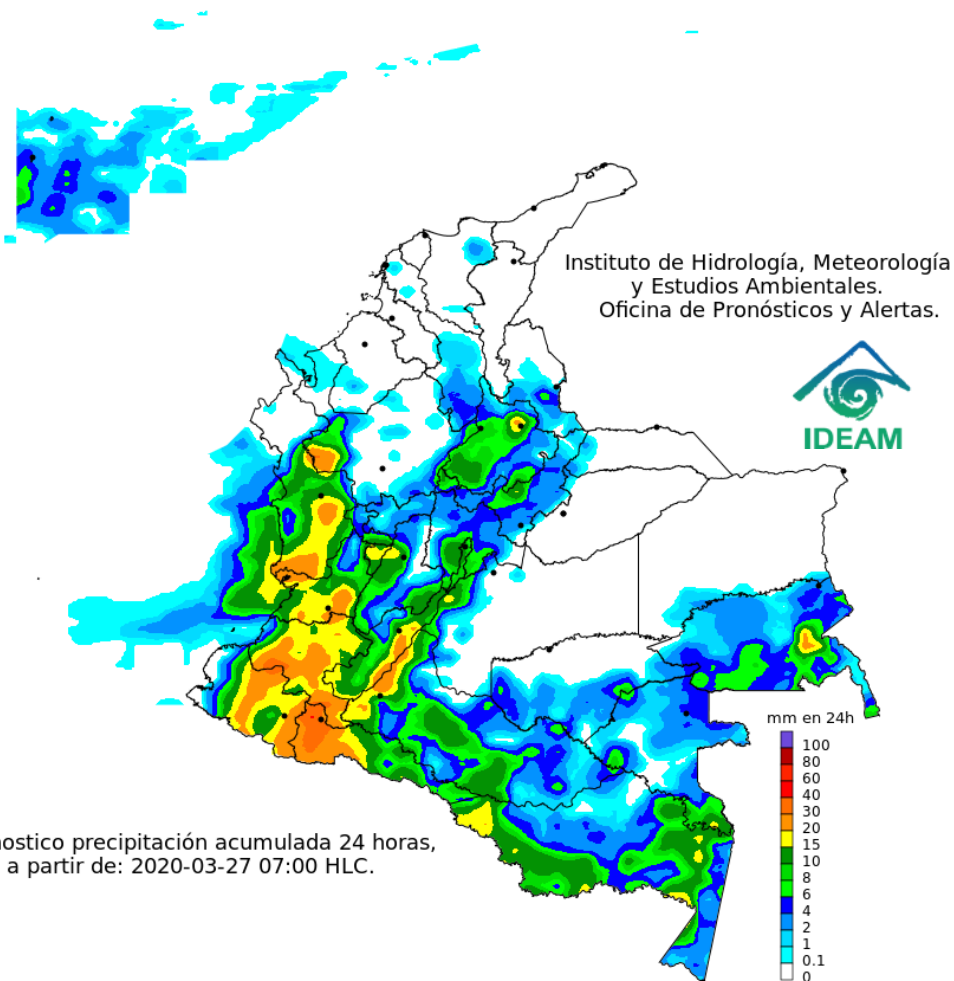 Instituto de Hidrología, Meteorología
y Estudios Ambientales.
Oficina de Pronósticos y Alertas.
IDEAM
mm en 24h
100
80
60
40
30
20
15
10
8
6
4
2
1
0.1
0
nostico precipitación acumulada 24 horas,
a partir de: 2020-03-27 07:00 HLC.